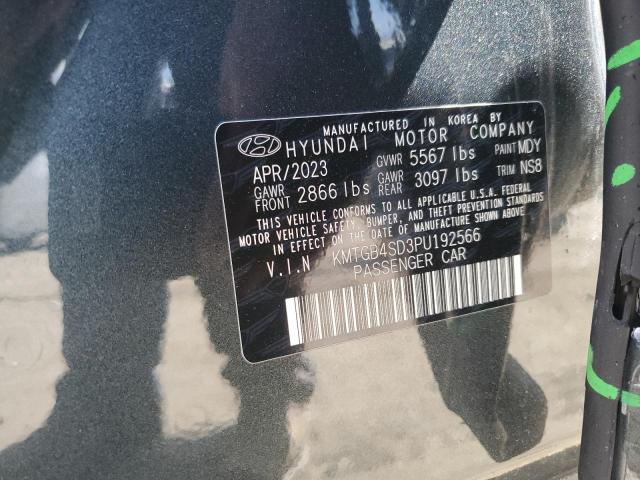 MANUFACTURED IN KOREA BY
HYUNDAI MOTOR COMPANY
APR/2023 GVWR 5567 lbs PAINT MDY
GAWR FRONT 2866 lbs GAWR REAR 3097 lbs TRIM NS8
THIS VEHICLE CONFORMS TO ALL APPLICABLE U.S.A. FEDERAL
MOTOR VEHICLE SAFETY, BUMPER, AND THEFT PREVENTION STANDARDS
IN EFFECT ON THE DATE OF MANUFACTURE SHOWN ABOVE.
V.I.N KMTGB4SD3PU192566
PASSENGER CAR